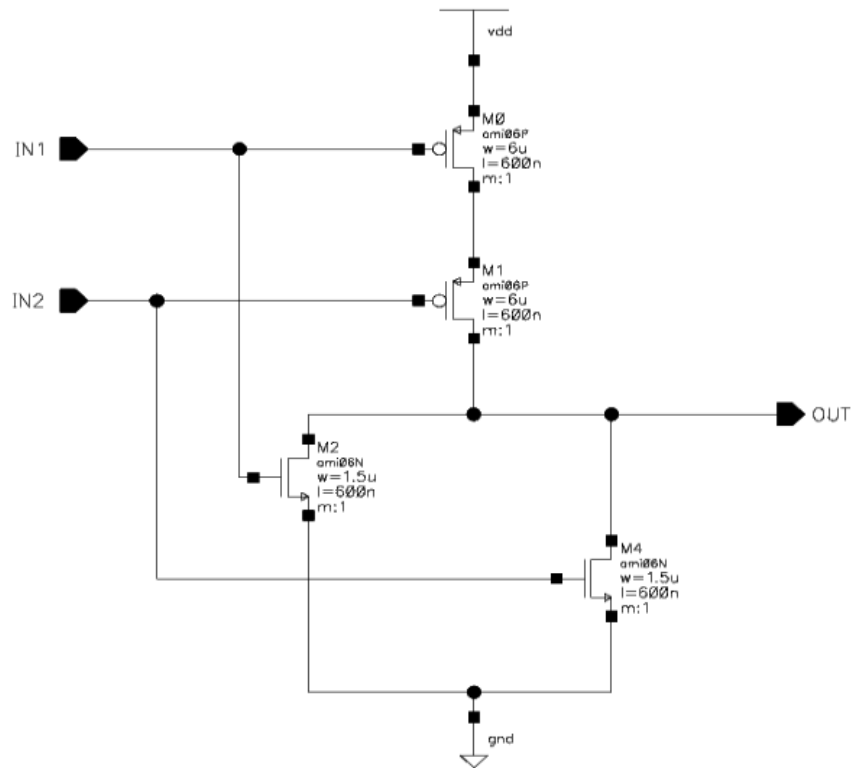 vdd
M0
ami06P
w=6u
l=600n
m:1
IN1
M1
ami06P
w=6u
l=600n
m:1
IN2
OUT
M2
ami06N
w=1.5u
l=600n
m:1
M4
ami06N
w=1.5u
l=600n
m:1
gnd